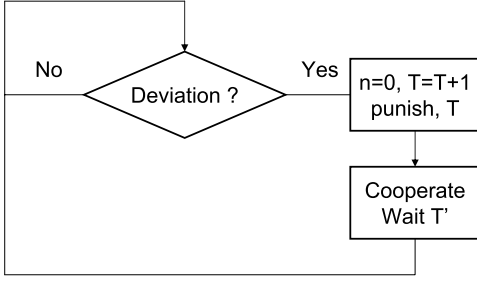 No
Deviation ?
Yes
n=0, T=T+1
punish, T
Cooperate
Wait T’